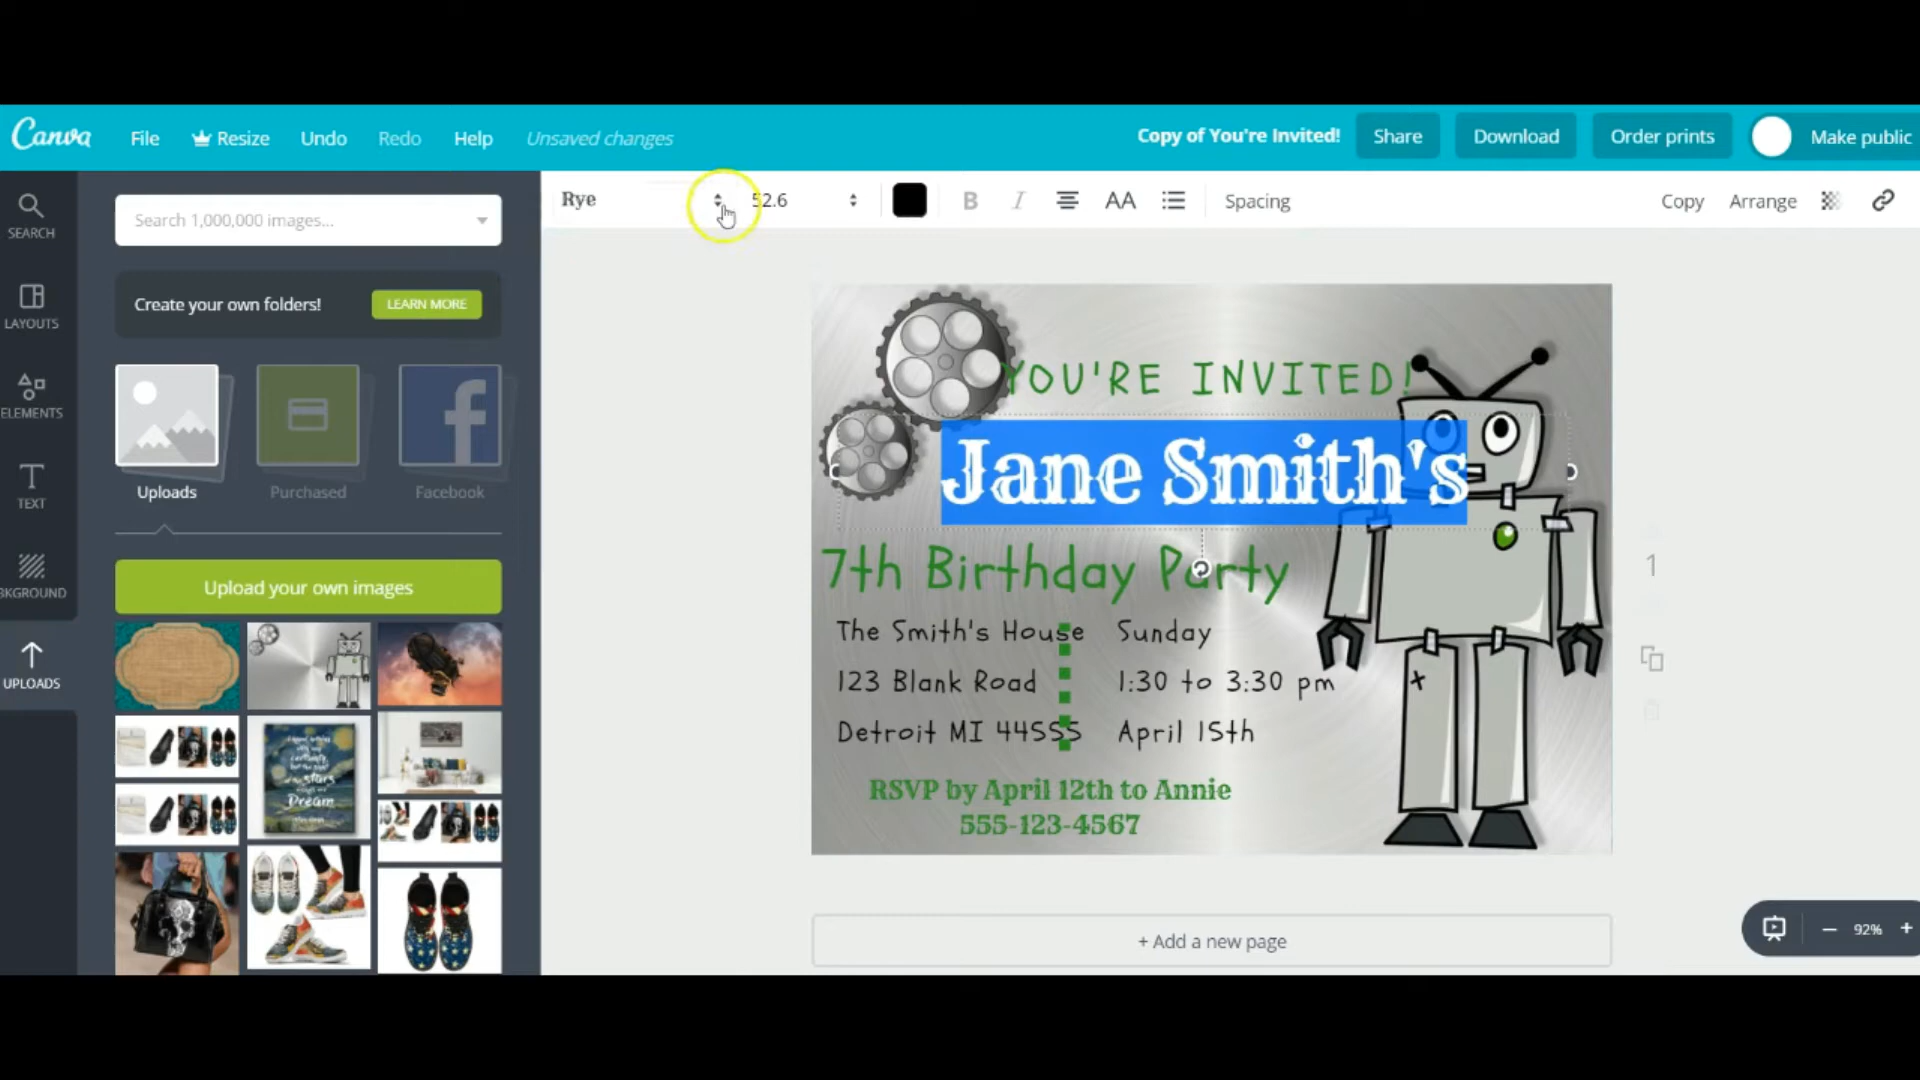 Canva File Resize Undo Redo Help Unsaved changes Copy of You're Invited! Share Download Order prints Make public
Rye 52.6 B I AA Spacing Copy Arrange
SEARCH
LAYOUTS
ELEMENTS
TEXT
BKGROUND
UPLOADS
Search 1,000,000 images...
Create your own folders! LEARN MORE
Uploads Purchased Facebook
Upload your own images
stars
Dream
YOU'RE INVITED!
Jane Smith's
7th Birthday Party
The Smith's House Sunday
123 Blank Road 1:30 to 3:30 pm
Detroit MI 44555 April 15th
RSVP by April 12th to Annie
555-123-4567
1
+ Add a new page
92%